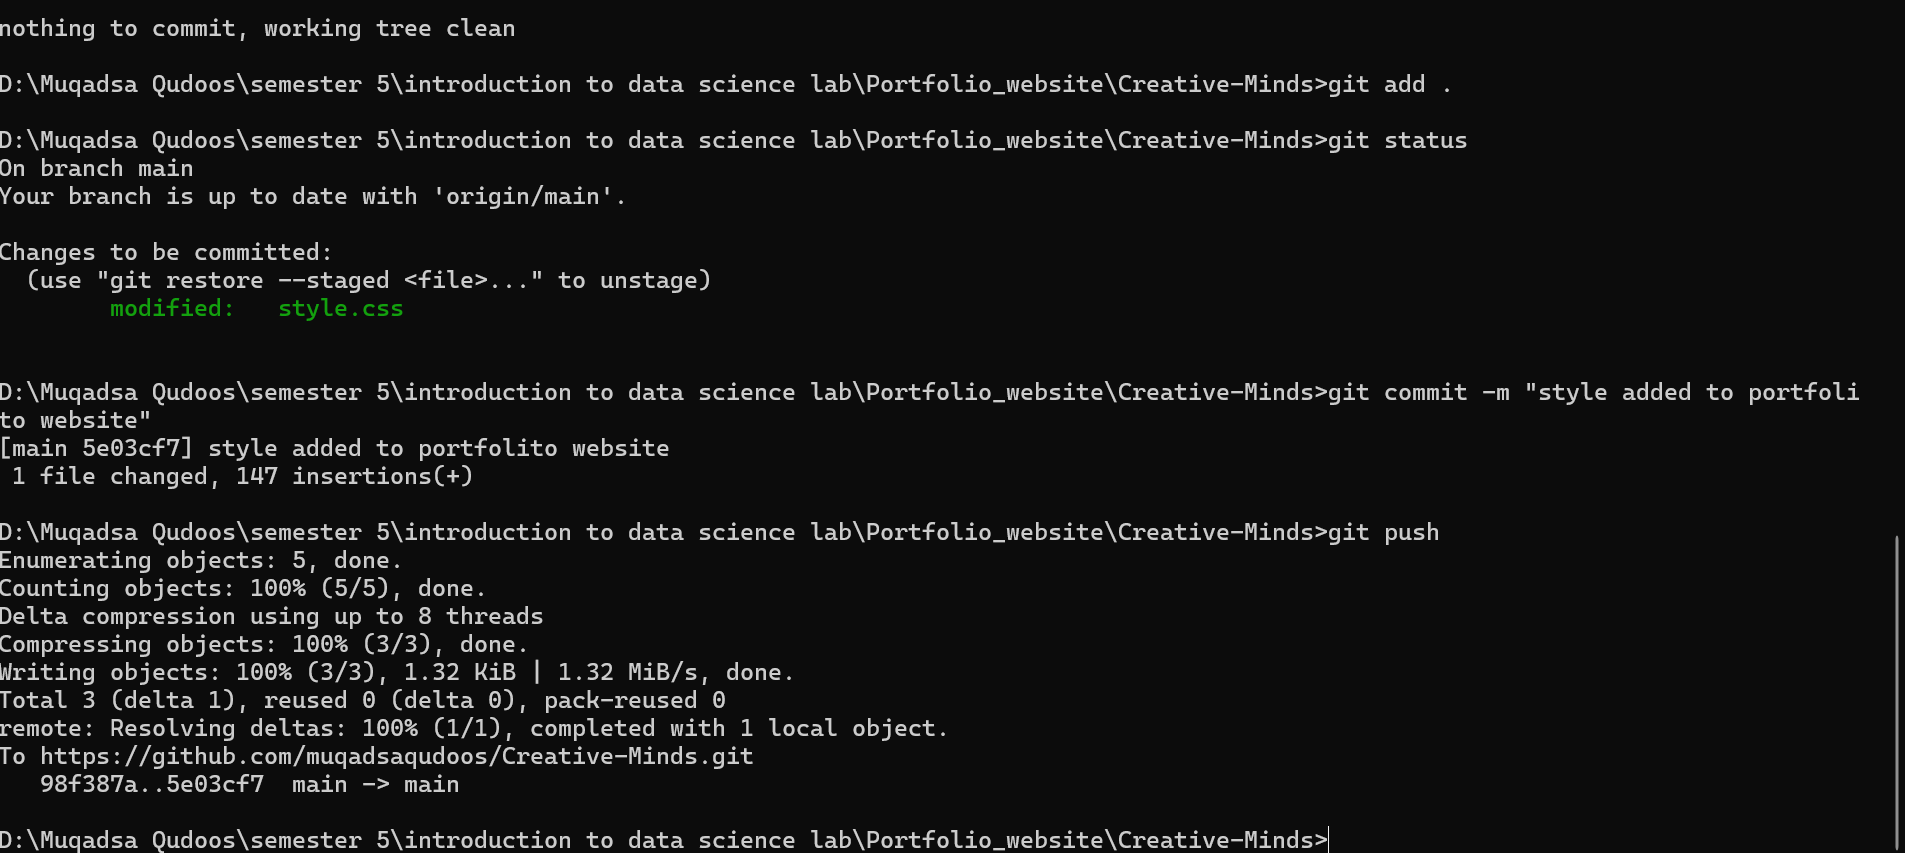 nothing to commit, working tree clean
D:\Muqadsa Qudoos\semester 5\introduction to data science lab\Portfolio_website\Creative-Minds>git add .
D:\Muqadsa Qudoos\semester 5\introduction to data science lab\Portfolio_website\Creative-Minds>git status
On branch main
Your branch is up to date with 'origin/main'.
Changes to be committed:
  (use "git restore --staged <file>..." to unstage)
        modified:   style.css
D:\Muqadsa Qudoos\semester 5\introduction to data science lab\Portfolio_website\Creative-Minds>git commit -m "style added to portfoli
to website"
[main 5e03cf7] style added to portfolito website
 1 file changed, 147 insertions(+)
D:\Muqadsa Qudoos\semester 5\introduction to data science lab\Portfolio_website\Creative-Minds>git push
Enumerating objects: 5, done.
Counting objects: 100% (5/5), done.
Delta compression using up to 8 threads
Compressing objects: 100% (3/3), done.
Writing objects: 100% (3/3), 1.32 KiB | 1.32 MiB/s, done.
Total 3 (delta 1), reused 0 (delta 0), pack-reused 0
remote: Resolving deltas: 100% (1/1), completed with 1 local object.
To https://github.com/muqadsaqudoos/Creative-Minds.git
   98f387a..5e03cf7  main -> main
D:\Muqadsa Qudoos\semester 5\introduction to data science lab\Portfolio_website\Creative-Minds>